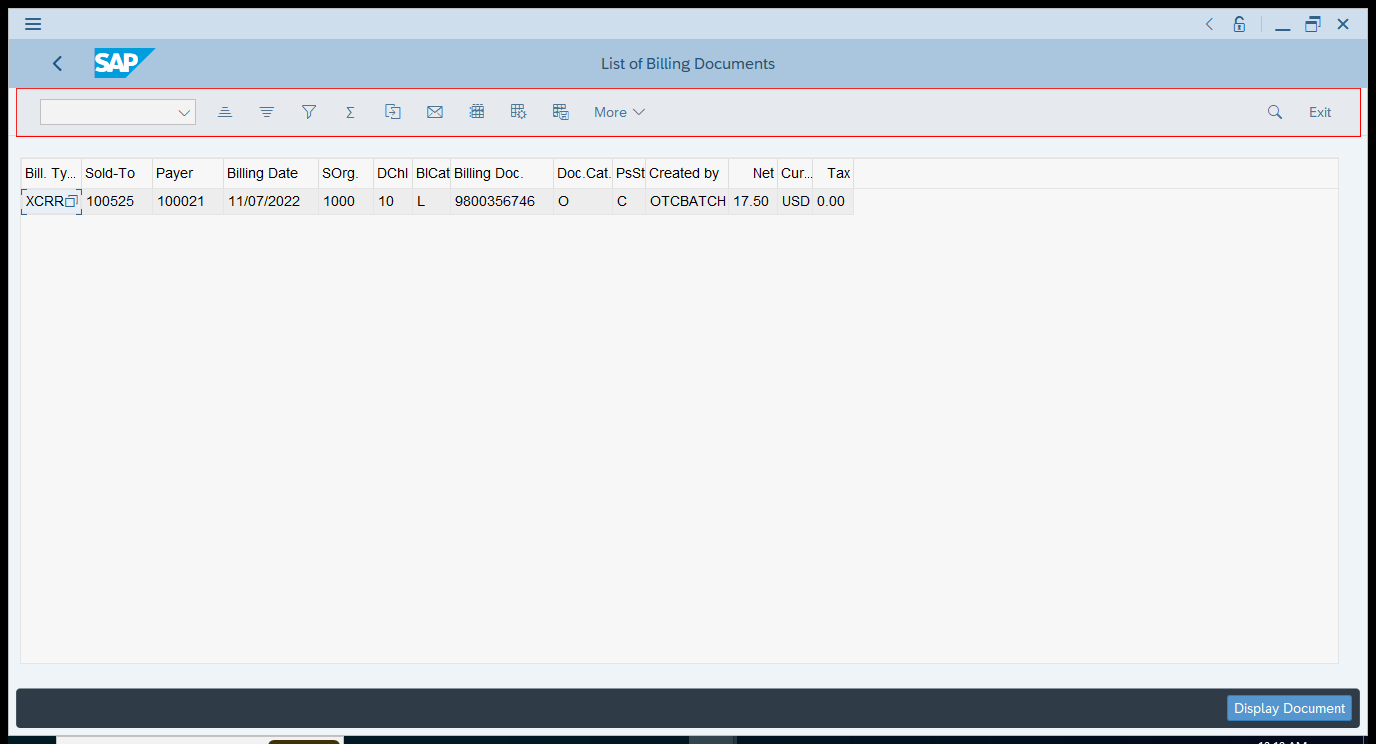 SAP
List of Billing Documents
More
Exit
Bill. Ty... Sold-To Payer Billing Date SOrg. DChl BlCat Billing Doc. Doc.Cat. PsSt Created by Net Cur... Tax
XCRR 100525 100021 11/07/2022 1000 10 L 9800356746 O C OTCBATCH 17.50 USD 0.00
Display Document